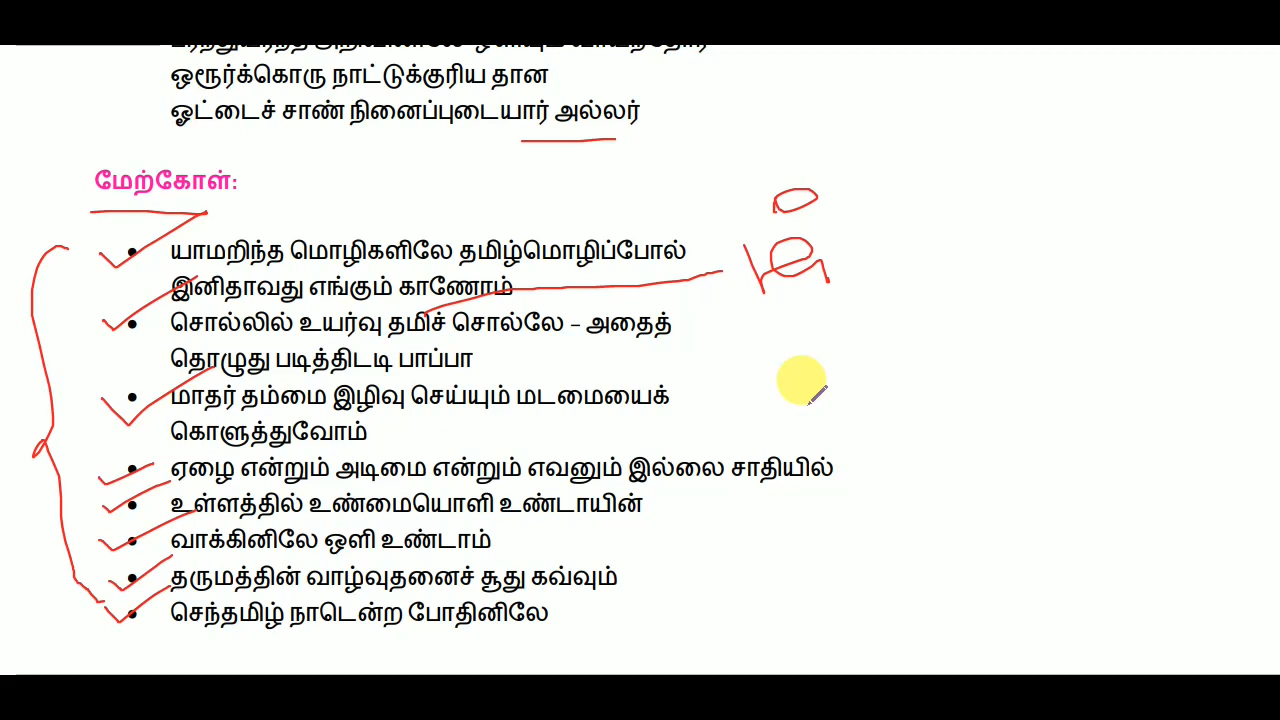 ஒரூர்க்கொரு நாட்டுக்குரிய தான
ஓட்டைச் சாண் நினைப்புடையார் அல்லர்
மேற்கோள்:
• யாமறிந்த மொழிகளிலே தமிழ்மொழிப்போல்
இனிதாவது எங்கும் காணோம்
• சொல்லில் உயர்வு தமிச் சொல்லே – அதைத்
தொழுது படித்திடடி பாப்பா
• மாதர் தம்மை இழிவு செய்யும் மடமையைக்
கொளுத்துவோம்
• ஏழை என்றும் அடிமை என்றும் எவனும் இல்லை சாதியில்
• உள்ளத்தில் உண்மையொளி உண்டாயின்
• வாக்கினிலே ஒளி உண்டாம்
• தருமத்தின் வாழ்வுதனைச் சூது கவ்வும்
• செந்தமிழ் நாடென்ற போதினிலே